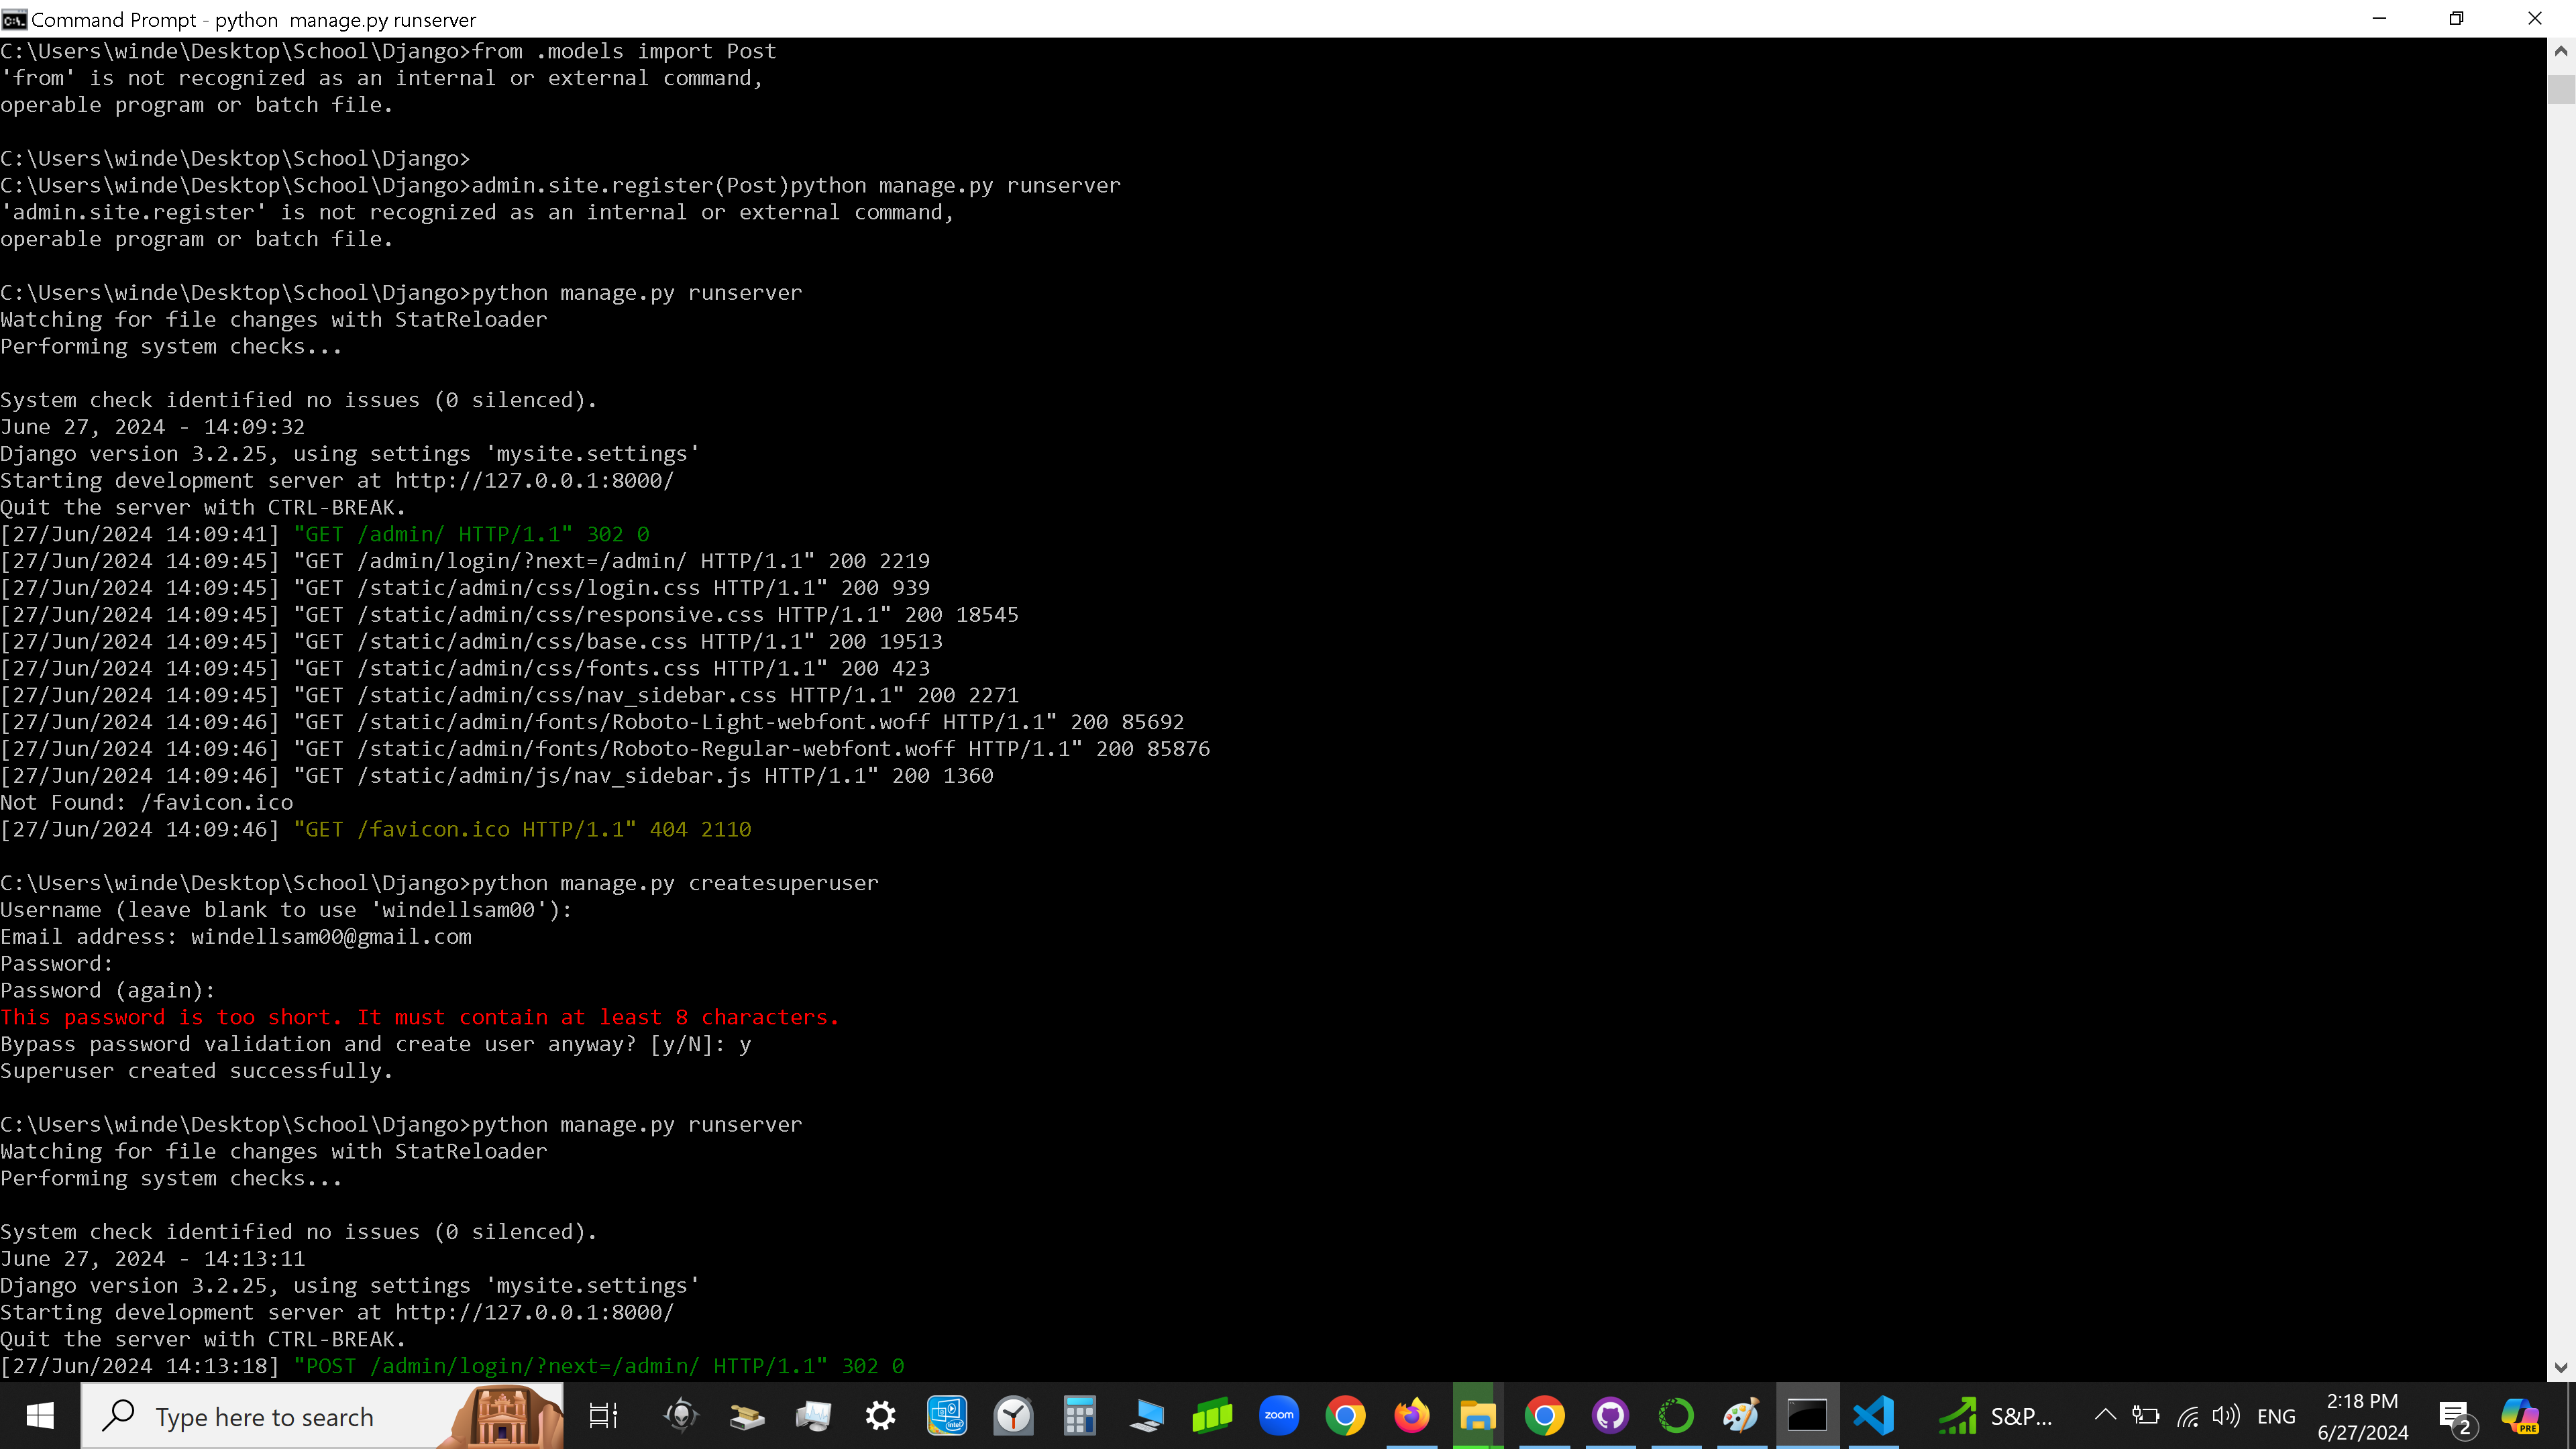 Command Prompt - python  manage.py runserver
C:\Users\winde\Desktop\School\Django>from .models import Post
'from' is not recognized as an internal or external command,
operable program or batch file.
C:\Users\winde\Desktop\School\Django>
C:\Users\winde\Desktop\School\Django>admin.site.register(Post)python manage.py runserver
'admin.site.register' is not recognized as an internal or external command,
operable program or batch file.
C:\Users\winde\Desktop\School\Django>python manage.py runserver
Watching for file changes with StatReloader
Performing system checks...
System check identified no issues (0 silenced).
June 27, 2024 - 14:09:32
Django version 3.2.25, using settings 'mysite.settings'
Starting development server at http://127.0.0.1:8000/
Quit the server with CTRL-BREAK.
[27/Jun/2024 14:09:41] "GET /admin/ HTTP/1.1" 302 0
[27/Jun/2024 14:09:45] "GET /admin/login/?next=/admin/ HTTP/1.1" 200 2219
[27/Jun/2024 14:09:45] "GET /static/admin/css/login.css HTTP/1.1" 200 939
[27/Jun/2024 14:09:45] "GET /static/admin/css/responsive.css HTTP/1.1" 200 18545
[27/Jun/2024 14:09:45] "GET /static/admin/css/base.css HTTP/1.1" 200 19513
[27/Jun/2024 14:09:45] "GET /static/admin/css/fonts.css HTTP/1.1" 200 423
[27/Jun/2024 14:09:45] "GET /static/admin/css/nav_sidebar.css HTTP/1.1" 200 2271
[27/Jun/2024 14:09:46] "GET /static/admin/fonts/Roboto-Light-webfont.woff HTTP/1.1" 200 85692
[27/Jun/2024 14:09:46] "GET /static/admin/fonts/Roboto-Regular-webfont.woff HTTP/1.1" 200 85876
[27/Jun/2024 14:09:46] "GET /static/admin/js/nav_sidebar.js HTTP/1.1" 200 1360
Not Found: /favicon.ico
[27/Jun/2024 14:09:46] "GET /favicon.ico HTTP/1.1" 404 2110
C:\Users\winde\Desktop\School\Django>python manage.py createsuperuser
Username (leave blank to use 'windellsam00'):
Email address: windellsam00@gmail.com
Password:
Password (again):
This password is too short. It must contain at least 8 characters.
Bypass password validation and create user anyway? [y/N]: y
Superuser created successfully.
C:\Users\winde\Desktop\School\Django>python manage.py runserver
Watching for file changes with StatReloader
Performing system checks...
System check identified no issues (0 silenced).
June 27, 2024 - 14:13:11
Django version 3.2.25, using settings 'mysite.settings'
Starting development server at http://127.0.0.1:8000/
Quit the server with CTRL-BREAK.
[27/Jun/2024 14:13:18] "POST /admin/login/?next=/admin/ HTTP/1.1" 302 0
Type here to search
zoom
S&P...
ENG
2:18 PM
6/27/2024
2
PRE